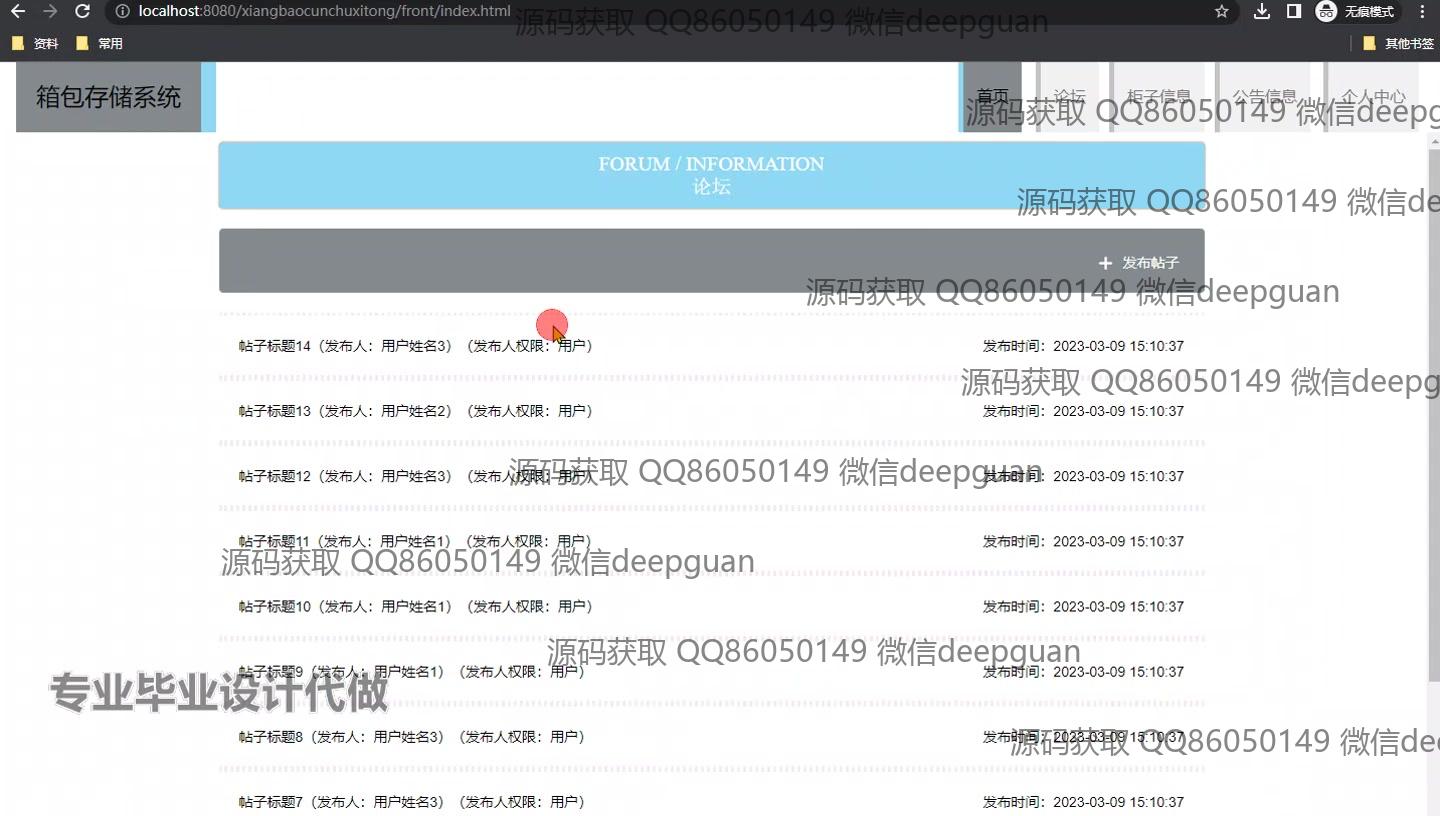 localhost:8080/xiangbaocunchuxitong/front/index.html
无痕模式
源码获取 QQ86050149 微信deepguan
资料
常用
其他书签
箱包存储系统
首页
论坛
柜子信息
公告信息
个人中心
源码获取 QQ86050149 微信deepg
FORUM / INFORMATION
论坛
源码获取 QQ86050149 微信de
发布帖子
源码获取 QQ86050149 微信deepguan
帖子标题14（发布人：用户姓名3）（发布人权限：用户）
发布时间：2023-03-09 15:10:37
源码获取 QQ86050149 微信deepg
帖子标题13（发布人：用户姓名2）（发布人权限：用户）
发布时间：2023-03-09 15:10:37
帖子标题12（发布人：用户姓名3）（发布人权限：用户）
发布时间：2023-03-09 15:10:37
源码获取 QQ86050149 微信deepguan
帖子标题11（发布人：用户姓名1）（发布人权限：用户）
发布时间：2023-03-09 15:10:37
源码获取 QQ86050149 微信deepguan
帖子标题10（发布人：用户姓名1）（发布人权限：用户）
发布时间：2023-03-09 15:10:37
源码获取 QQ86050149 微信deepguan
帖子标题9（发布人：用户姓名1）（发布人权限：用户）
发布时间：2023-03-09 15:10:37
专业毕业设计代做
帖子标题8（发布人：用户姓名3）（发布人权限：用户）
发布时间：2023-03-09 15:10:37
源码获取 QQ86050149 微信dee
帖子标题7（发布人：用户姓名3）（发布人权限：用户）
发布时间：2023-03-09 15:10:37